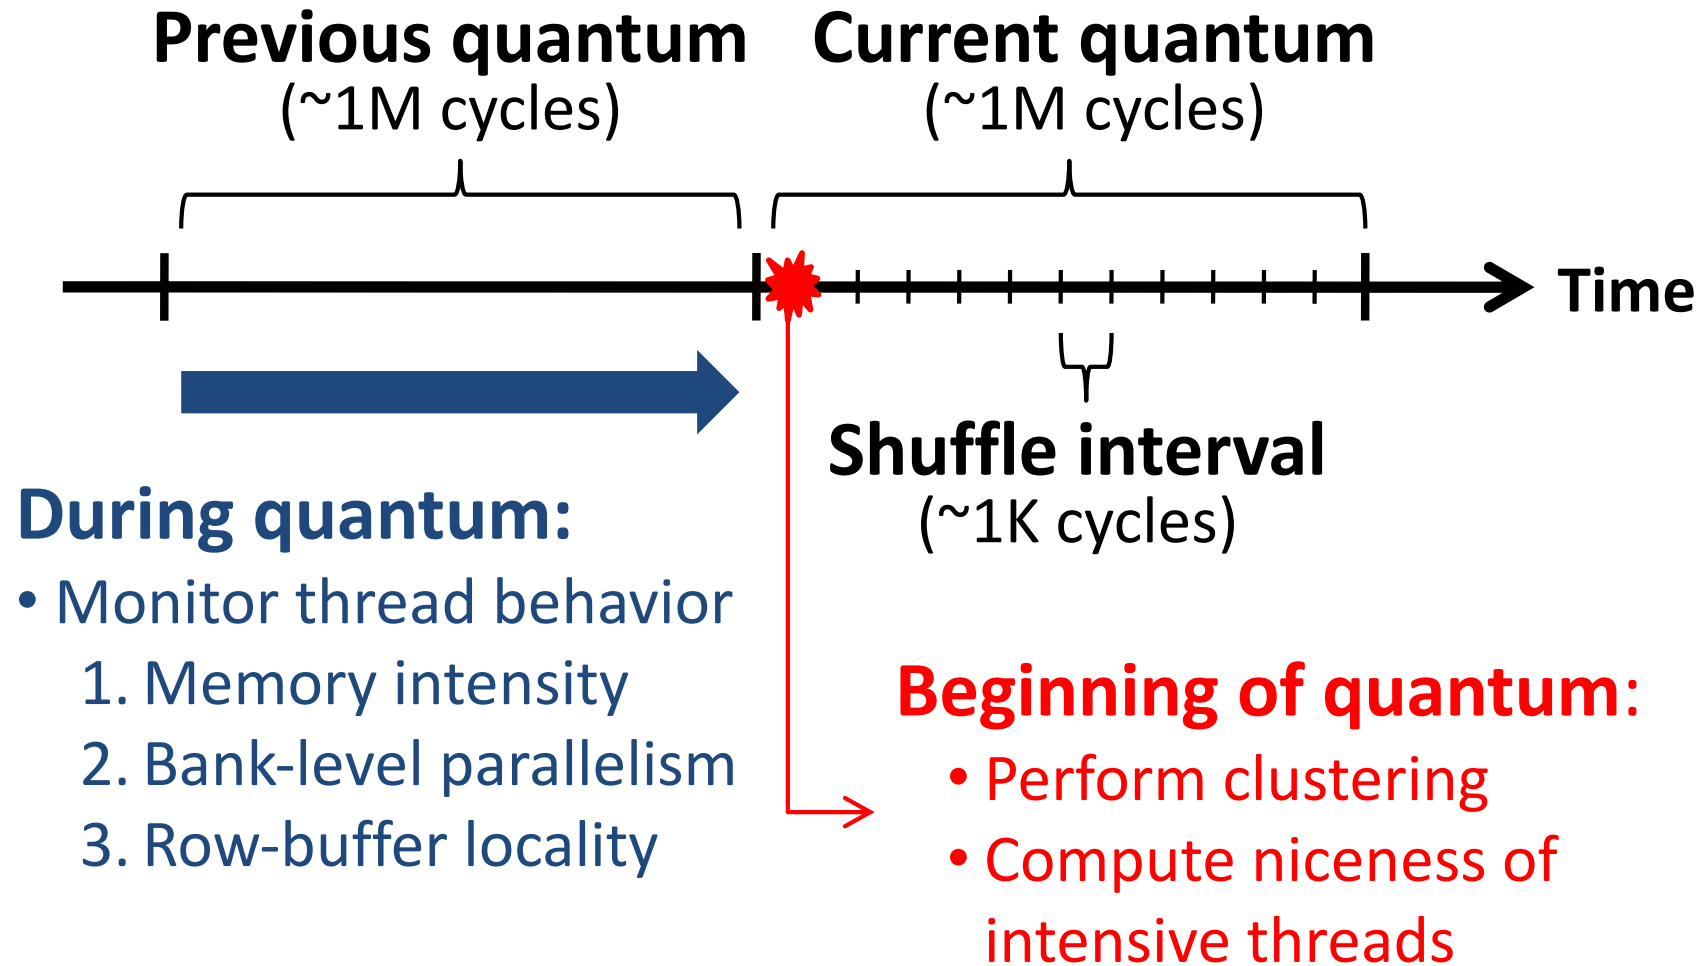 Previous quantum
(~1M cycles)
Current quantum
(~1M cycles)
Time
Shuffle interval
(~1K cycles)
During quantum:
• Monitor thread behavior
1. Memory intensity
2. Bank-level parallelism
3. Row-buffer locality
Beginning of quantum:
• Perform clustering
• Compute niceness of
intensive threads